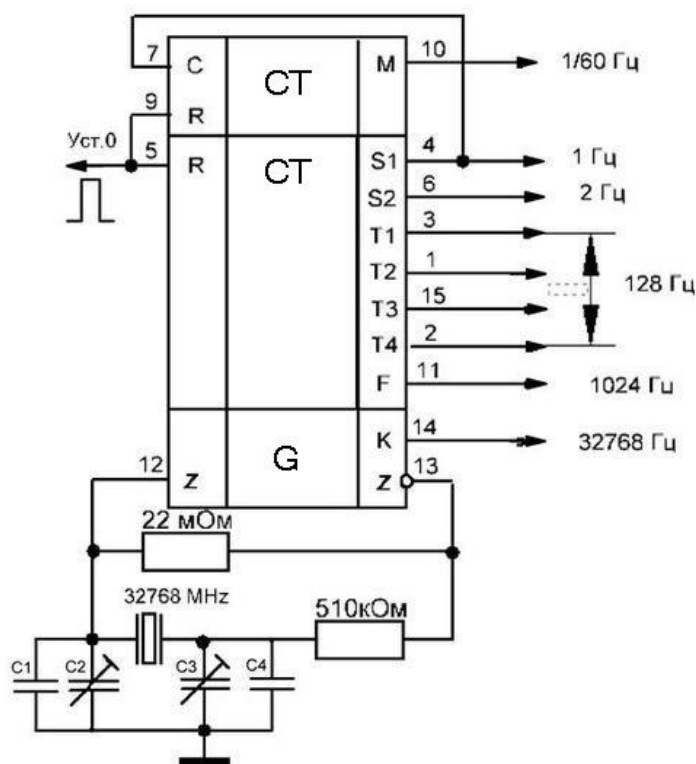 7 C CT M 10 1/60 Гц
9 R
Уст.0
5 R CT S1 4 1 Гц
S2 6 2 Гц
T1 3
T2 1 128 Гц
T3 15
T4 2
F 11 1024 Гц
K 14 32768 Гц
12 Z G Z 13
22 мОм
32768 MHz 510кОм
C1 C2 C3 C4